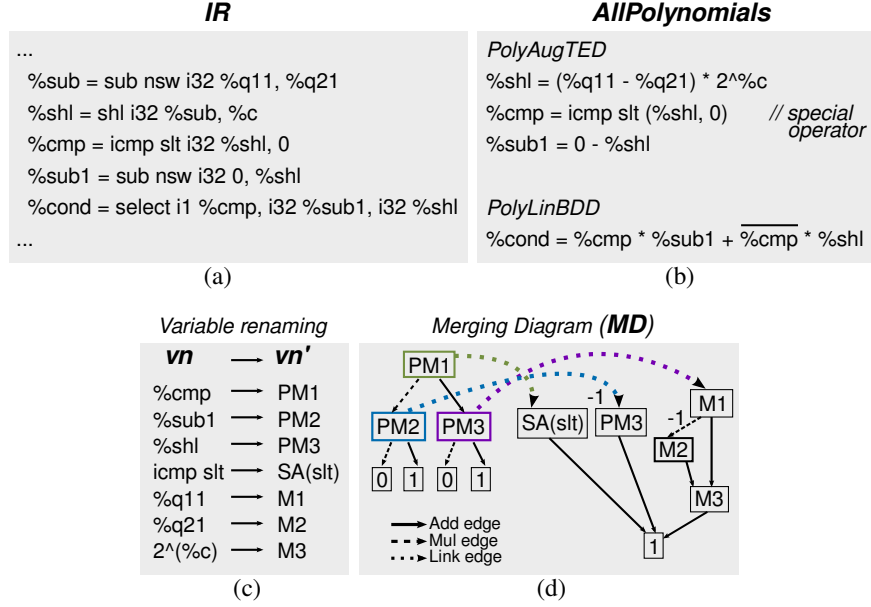 IR
...
%sub = sub nsw i32 %q11, %q21
%shl = shl i32 %sub, %c
%cmp = icmp slt i32 %shl, 0
%sub1 = sub nsw i32 0, %shl
%cond = select i1 %cmp, i32 %sub1, i32 %shl
...
(a)
AllPolynomials
PolyAugTED
%shl = (%q11 - %q21) * 2^%c
%cmp = icmp slt (%shl, 0) // special
operator
%sub1 = 0 - %shl
PolyLinBDD
%cond = %cmp * %sub1 + %cmp * %shl
(b)
Variable renaming
vn vn'
%cmp PM1
%sub1 PM2
%shl PM3
icmp slt SA(slt)
%q11 M1
%q21 M2
2^(%c) M3
(c)
Merging Diagram (MD)
PM1
PM2 PM3
0 1 0 1
SA(slt)
-1
PM3
M1
-1
M2
M3
1
Add edge
Mul edge
Link edge
(d)